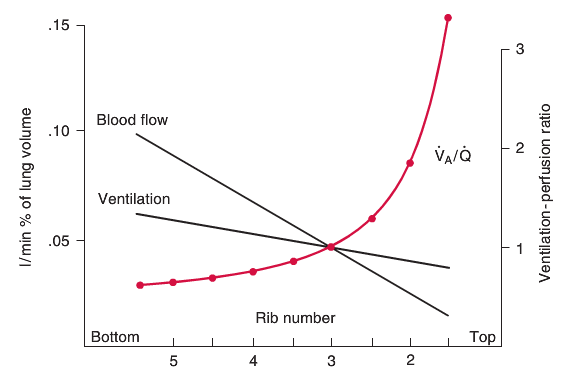 .15
.10
.05
l/min % of lung volume
Blood flow
Ventilation
V̇A/Q̇
3
2
1
Ventilation-perfusion ratio
Rib number
Bottom
Top
5
4
3
2